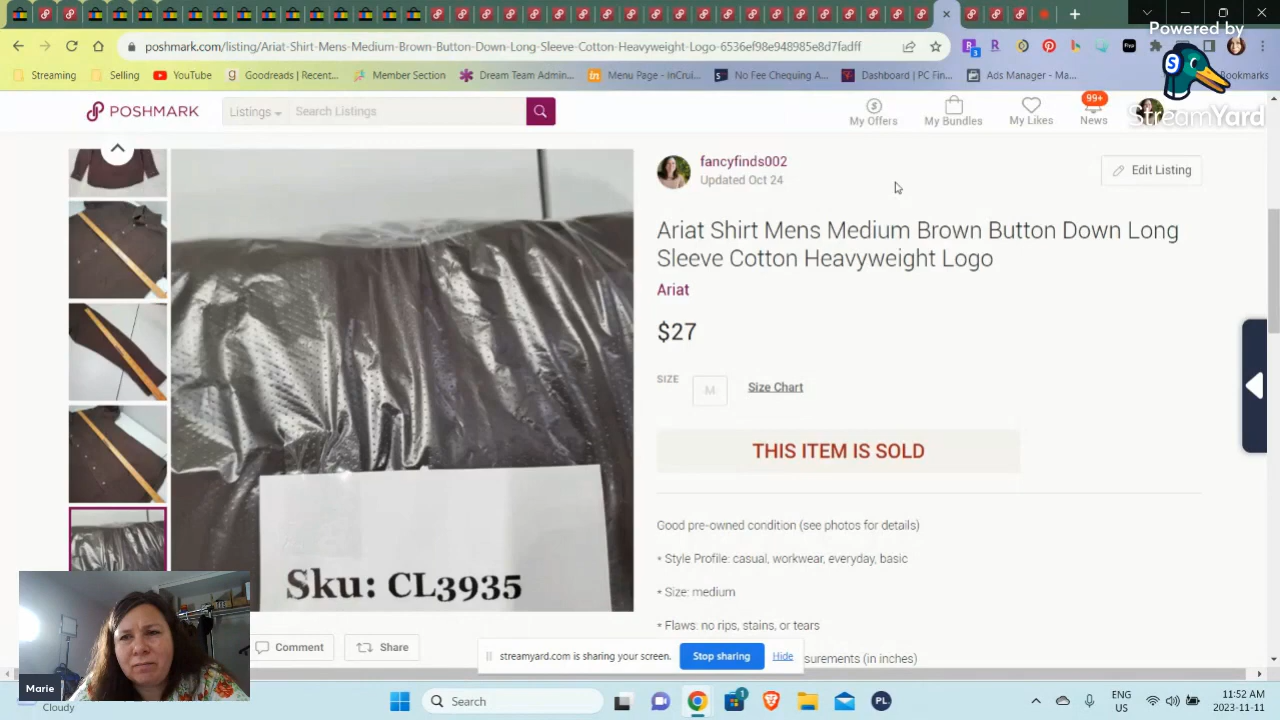 poshmark.com/listing/Ariat-Shirt-Mens-Medium-Brown-Button-Down-Long-Sleeve-Cotton-Heavyweight-Logo-6536ef98e948985e8d7fadff
Powered by
StreamYard
Streaming
Selling
YouTube
Goodreads | Recent...
Member Section
Dream Team Admin...
Menu Page - inCrui...
No Fee Chequing A...
Dashboard | PC Fin...
Ads Manager - Ma...
Bookmarks
POSHMARK
Listings
Search Listings
My Offers
My Bundles
My Likes
99+
News
fancyfinds002
Updated Oct 24
Edit Listing
Ariat Shirt Mens Medium Brown Button Down Long
Sleeve Cotton Heavyweight Logo
Ariat
$27
SIZE
M
Size Chart
THIS ITEM IS SOLD
Good pre-owned condition (see photos for details)
* Style Profile: casual, workwear, everyday, basic
* Size: medium
* Flaws: no rips, stains, or tears
surements (in inches)
Sku: CL3935
Comment
Share
streamyard.com is sharing your screen.
Stop sharing
Hide
Marie
Cloudy
Search
ENG
US
11:52 AM
2023-11-11